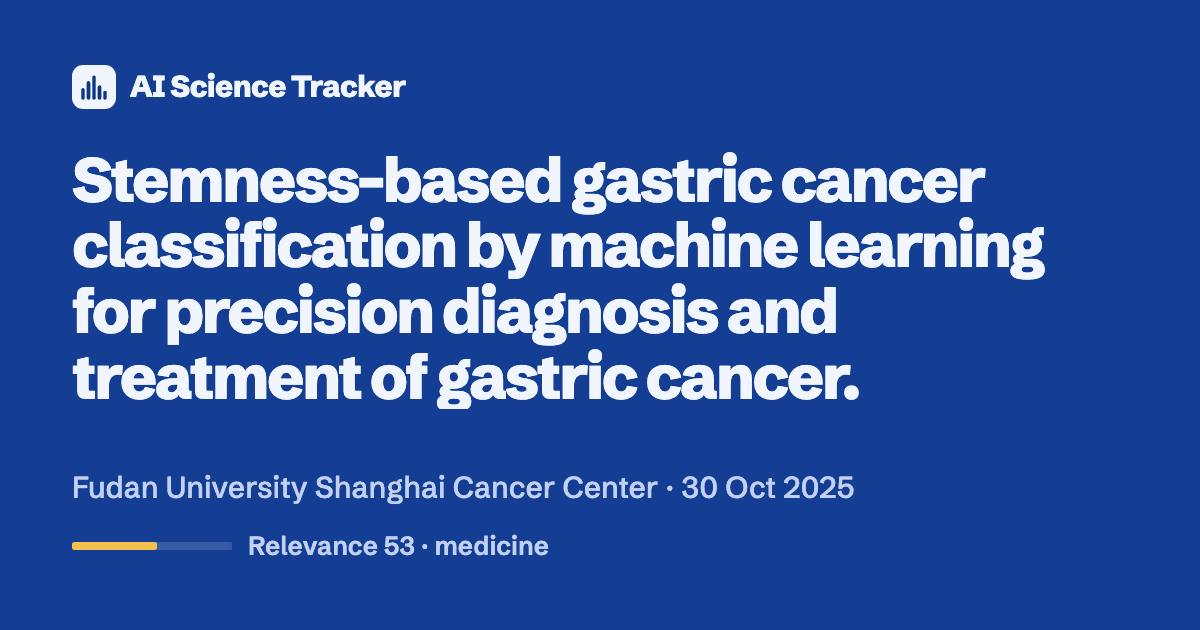 AI Science Tracker
Stemness-based gastric cancer
classification by machine learning
for precision diagnosis and
treatment of gastric cancer.
Fudan University Shanghai Cancer Center · 30 Oct 2025
Relevance 53 · medicine